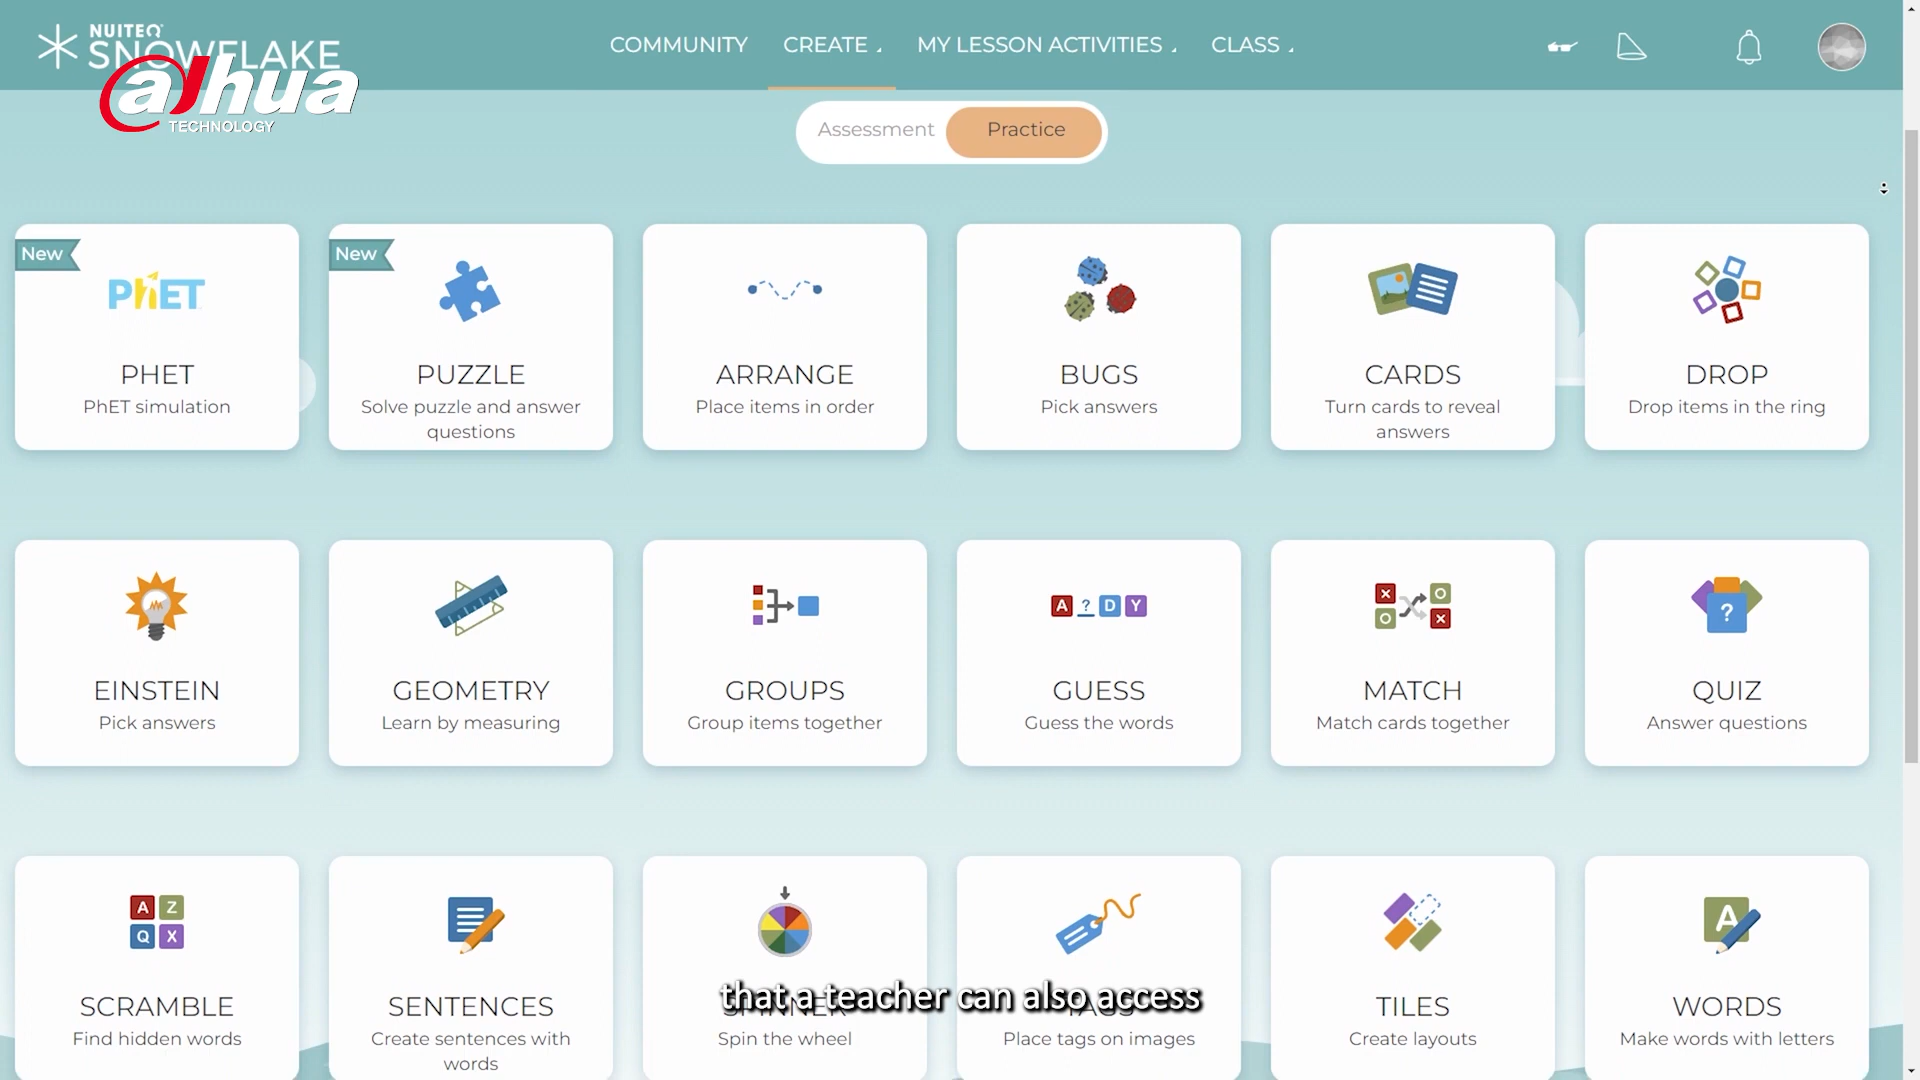 NUITEQ
SNOWFLAKE
COMMUNITY
CREATE
MY LESSON ACTIVITIES
CLASS
alhua
TECHNOLOGY
Assessment
Practice
New
PhET
PHET
PhET simulation
New
PUZZLE
Solve puzzle and answer
questions
ARRANGE
Place items in order
BUGS
Pick answers
CARDS
Turn cards to reveal
answers
DROP
Drop items in the ring
EINSTEIN
Pick answers
GEOMETRY
Learn by measuring
GROUPS
Group items together
A ? D Y
GUESS
Guess the words
X O
O X
MATCH
Match cards together
?
QUIZ
Answer questions
A Z
Q X
SCRAMBLE
Find hidden words
SENTENCES
Create sentences with
words
SPINNER
Spin the wheel
TAGS
Place tags on images
TILES
Create layouts
A
WORDS
Make words with letters
that a teacher can also access